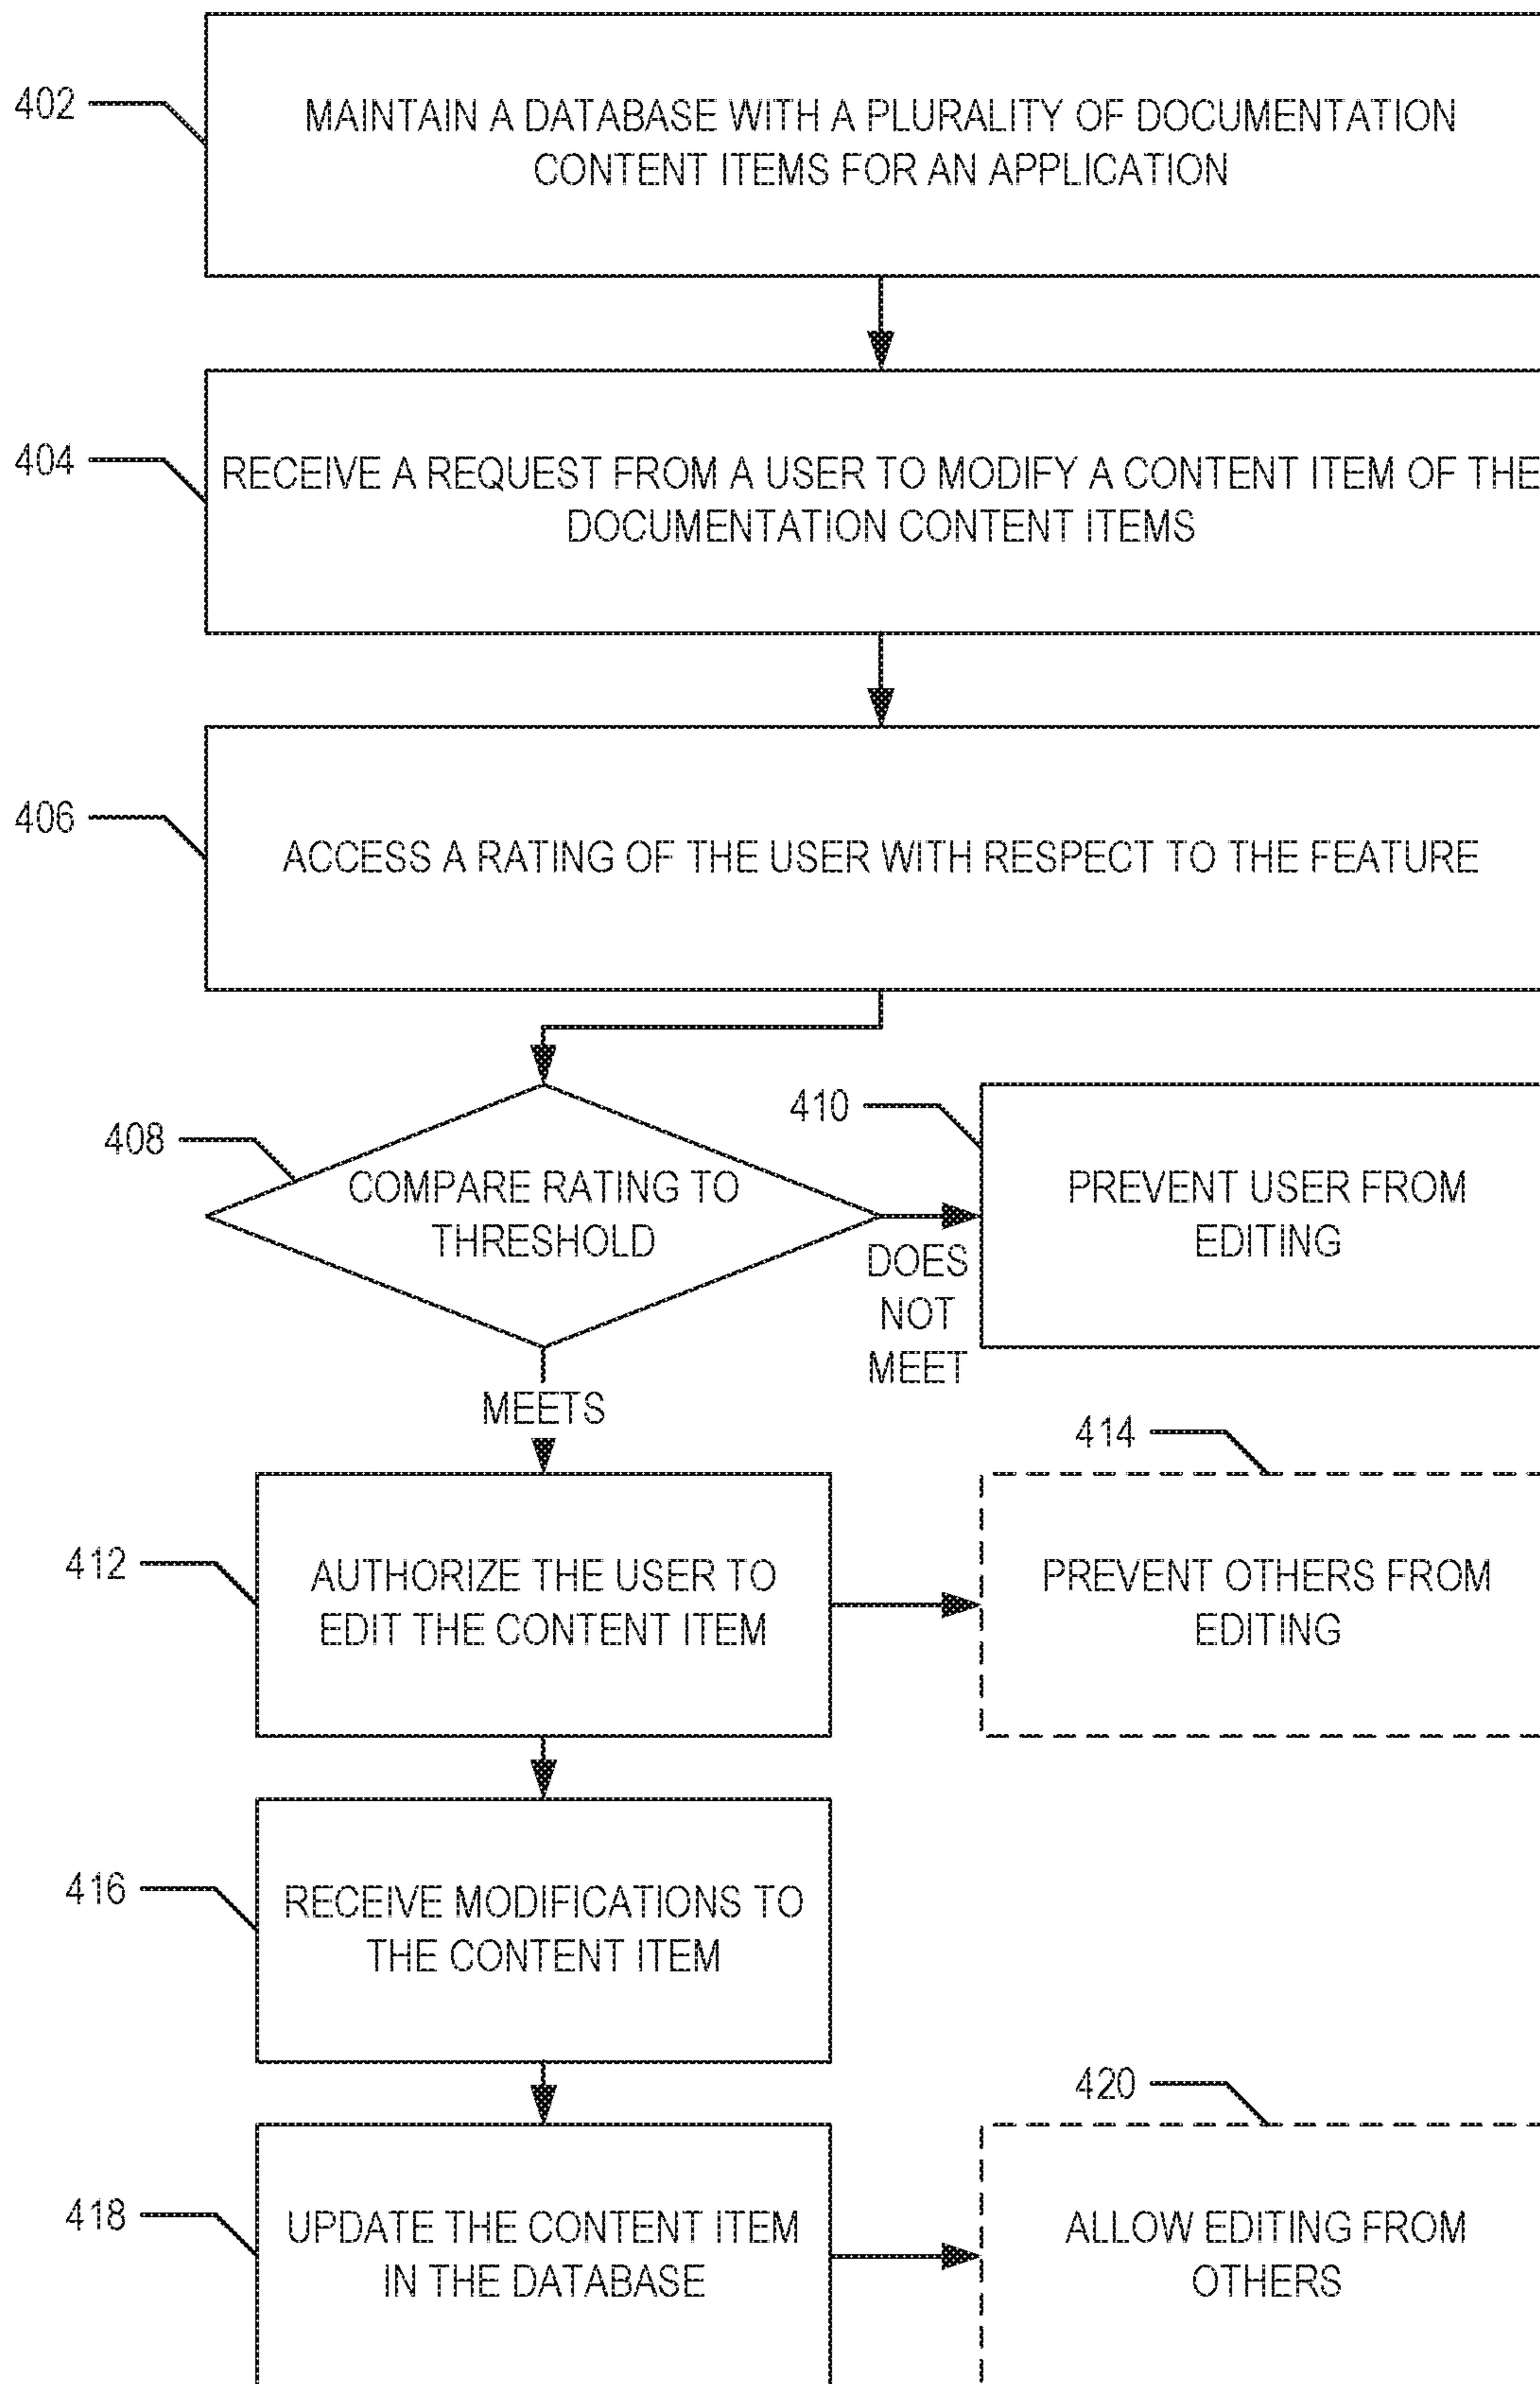 402
MAINTAIN A DATABASE WITH A PLURALITY OF DOCUMENTATION
CONTENT ITEMS FOR AN APPLICATION
404
RECEIVE A REQUEST FROM A USER TO MODIFY A CONTENT ITEM OF THE
DOCUMENTATION CONTENT ITEMS
406
ACCESS A RATING OF THE USER WITH RESPECT TO THE FEATURE
408
COMPARE RATING TO
THRESHOLD
DOES
NOT
MEET
410
PREVENT USER FROM
EDITING
MEETS
412
AUTHORIZE THE USER TO
EDIT THE CONTENT ITEM
414
PREVENT OTHERS FROM
EDITING
416
RECEIVE MODIFICATIONS TO
THE CONTENT ITEM
418
UPDATE THE CONTENT ITEM
IN THE DATABASE
420
ALLOW EDITING FROM
OTHERS